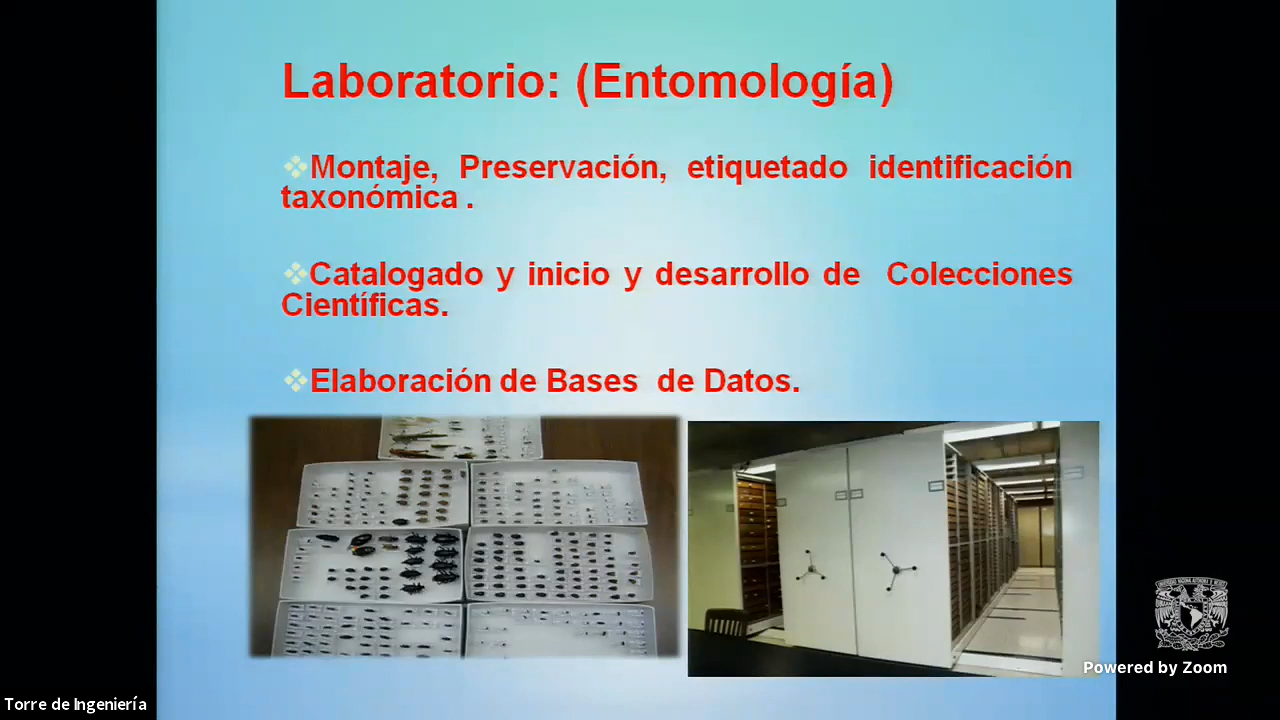 Laboratorio: (Entomología)
Montaje, Preservación, etiquetado identificación
taxonómica .
Catalogado y inicio y desarrollo de Colecciones
Científicas.
Elaboración de Bases de Datos.
Powered by Zoom
Torre de Ingeniería